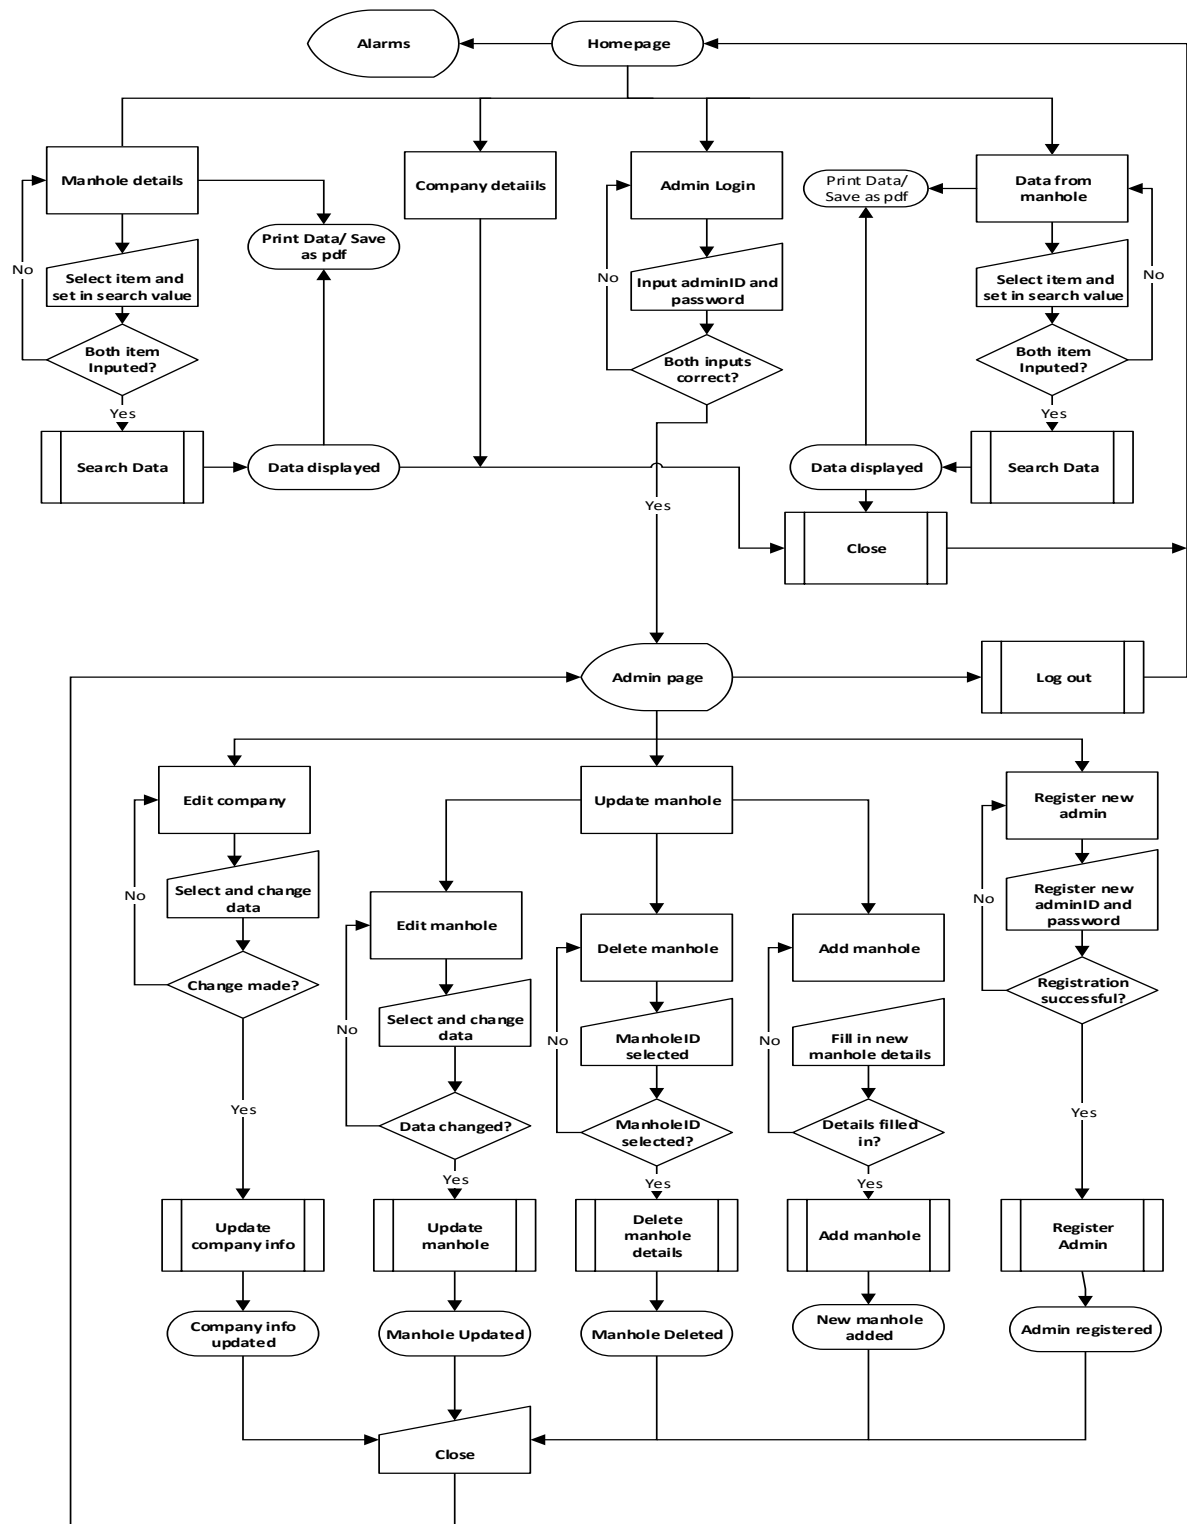 Alarms
Homepage
Manhole details
Company detaiils
Admin Login
Print Data/
Save as pdf
Data from
manhole
Print Data/ Save
as pdf
No
Select item and
set in search value
No
Input adminID and
password
Select item and
set in search value
No
Both item
Inputed?
Both inputs
correct?
Both item
Inputed?
Yes
Yes
Search Data
Data displayed
Data displayed
Search Data
Yes
Close
Admin page
Log out
Edit company
Update manhole
Register new
admin
No
Select and change
data
No
Register new
adminID and
password
Edit manhole
Delete manhole
Add manhole
Change made?
Registration
successful?
No
Select and change
data
No
ManholeID
selected
No
Fill in new
manhole details
Yes
Data changed?
ManholeID
selected?
Details filled
in?
Yes
Yes
Yes
Yes
Update
company info
Update
manhole
Delete
manhole
details
Add manhole
Register
Admin
Company info
updated
Manhole Updated
Manhole Deleted
New manhole
added
Admin registered
Close